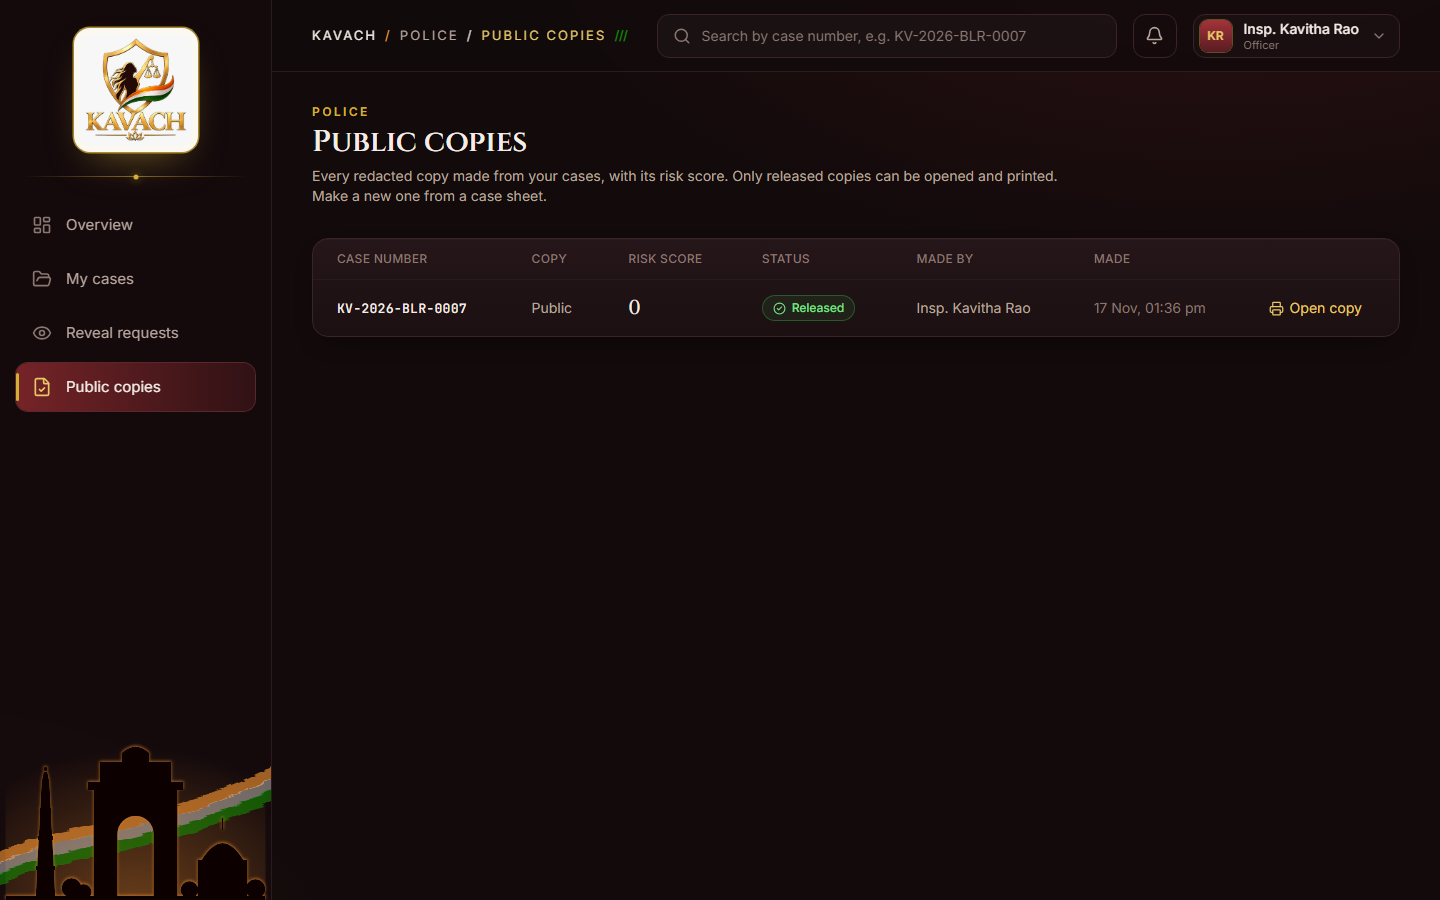 KAVACH
KAVACH / POLICE / PUBLIC COPIES ///
Search by case number, e.g. KV-2026-BLR-0007
KR
Insp. Kavitha Rao
Officer
Overview
My cases
Reveal requests
Public copies
POLICE
PUBLIC COPIES
Every redacted copy made from your cases, with its risk score. Only released copies can be opened and printed.
Make a new one from a case sheet.
CASE NUMBER COPY RISK SCORE STATUS MADE BY MADE
KV-2026-BLR-0007 Public 0 Released Insp. Kavitha Rao 17 Nov, 01:36 pm Open copy